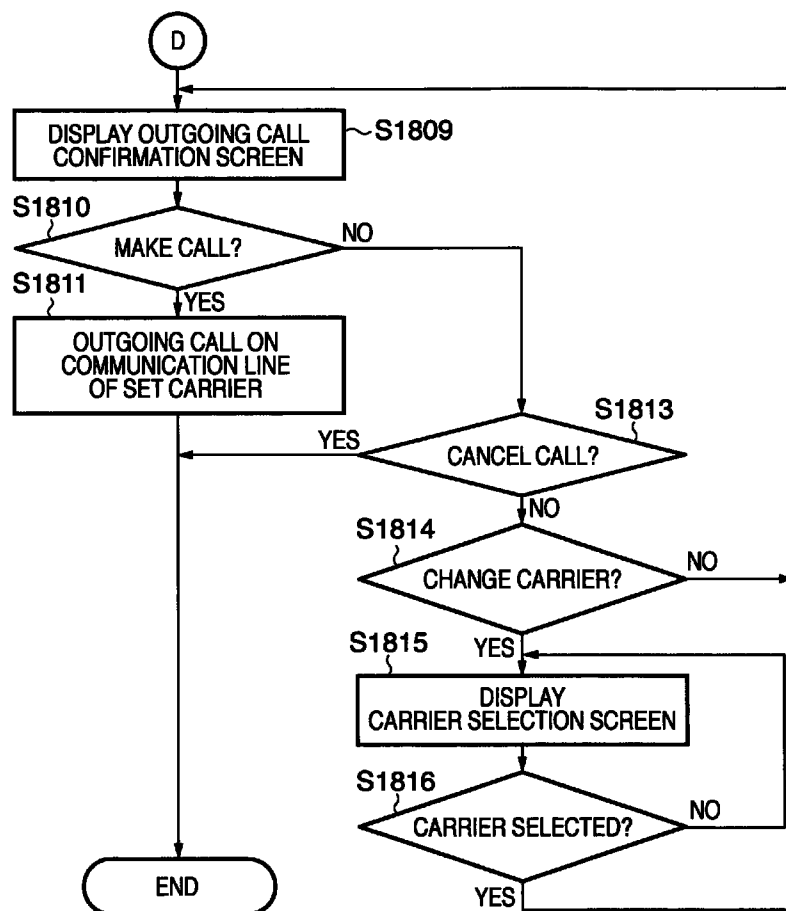 D
DISPLAY OUTGOING CALL
CONFIRMATION SCREEN
S1809
S1810
MAKE CALL?
NO
S1811
YES
OUTGOING CALL ON
COMMUNICATION LINE
OF SET CARRIER
S1813
YES
CANCEL CALL?
NO
S1814
CHANGE CARRIER?
NO
YES
S1815
DISPLAY
CARRIER SELECTION SCREEN
S1816
CARRIER SELECTED?
NO
YES
END